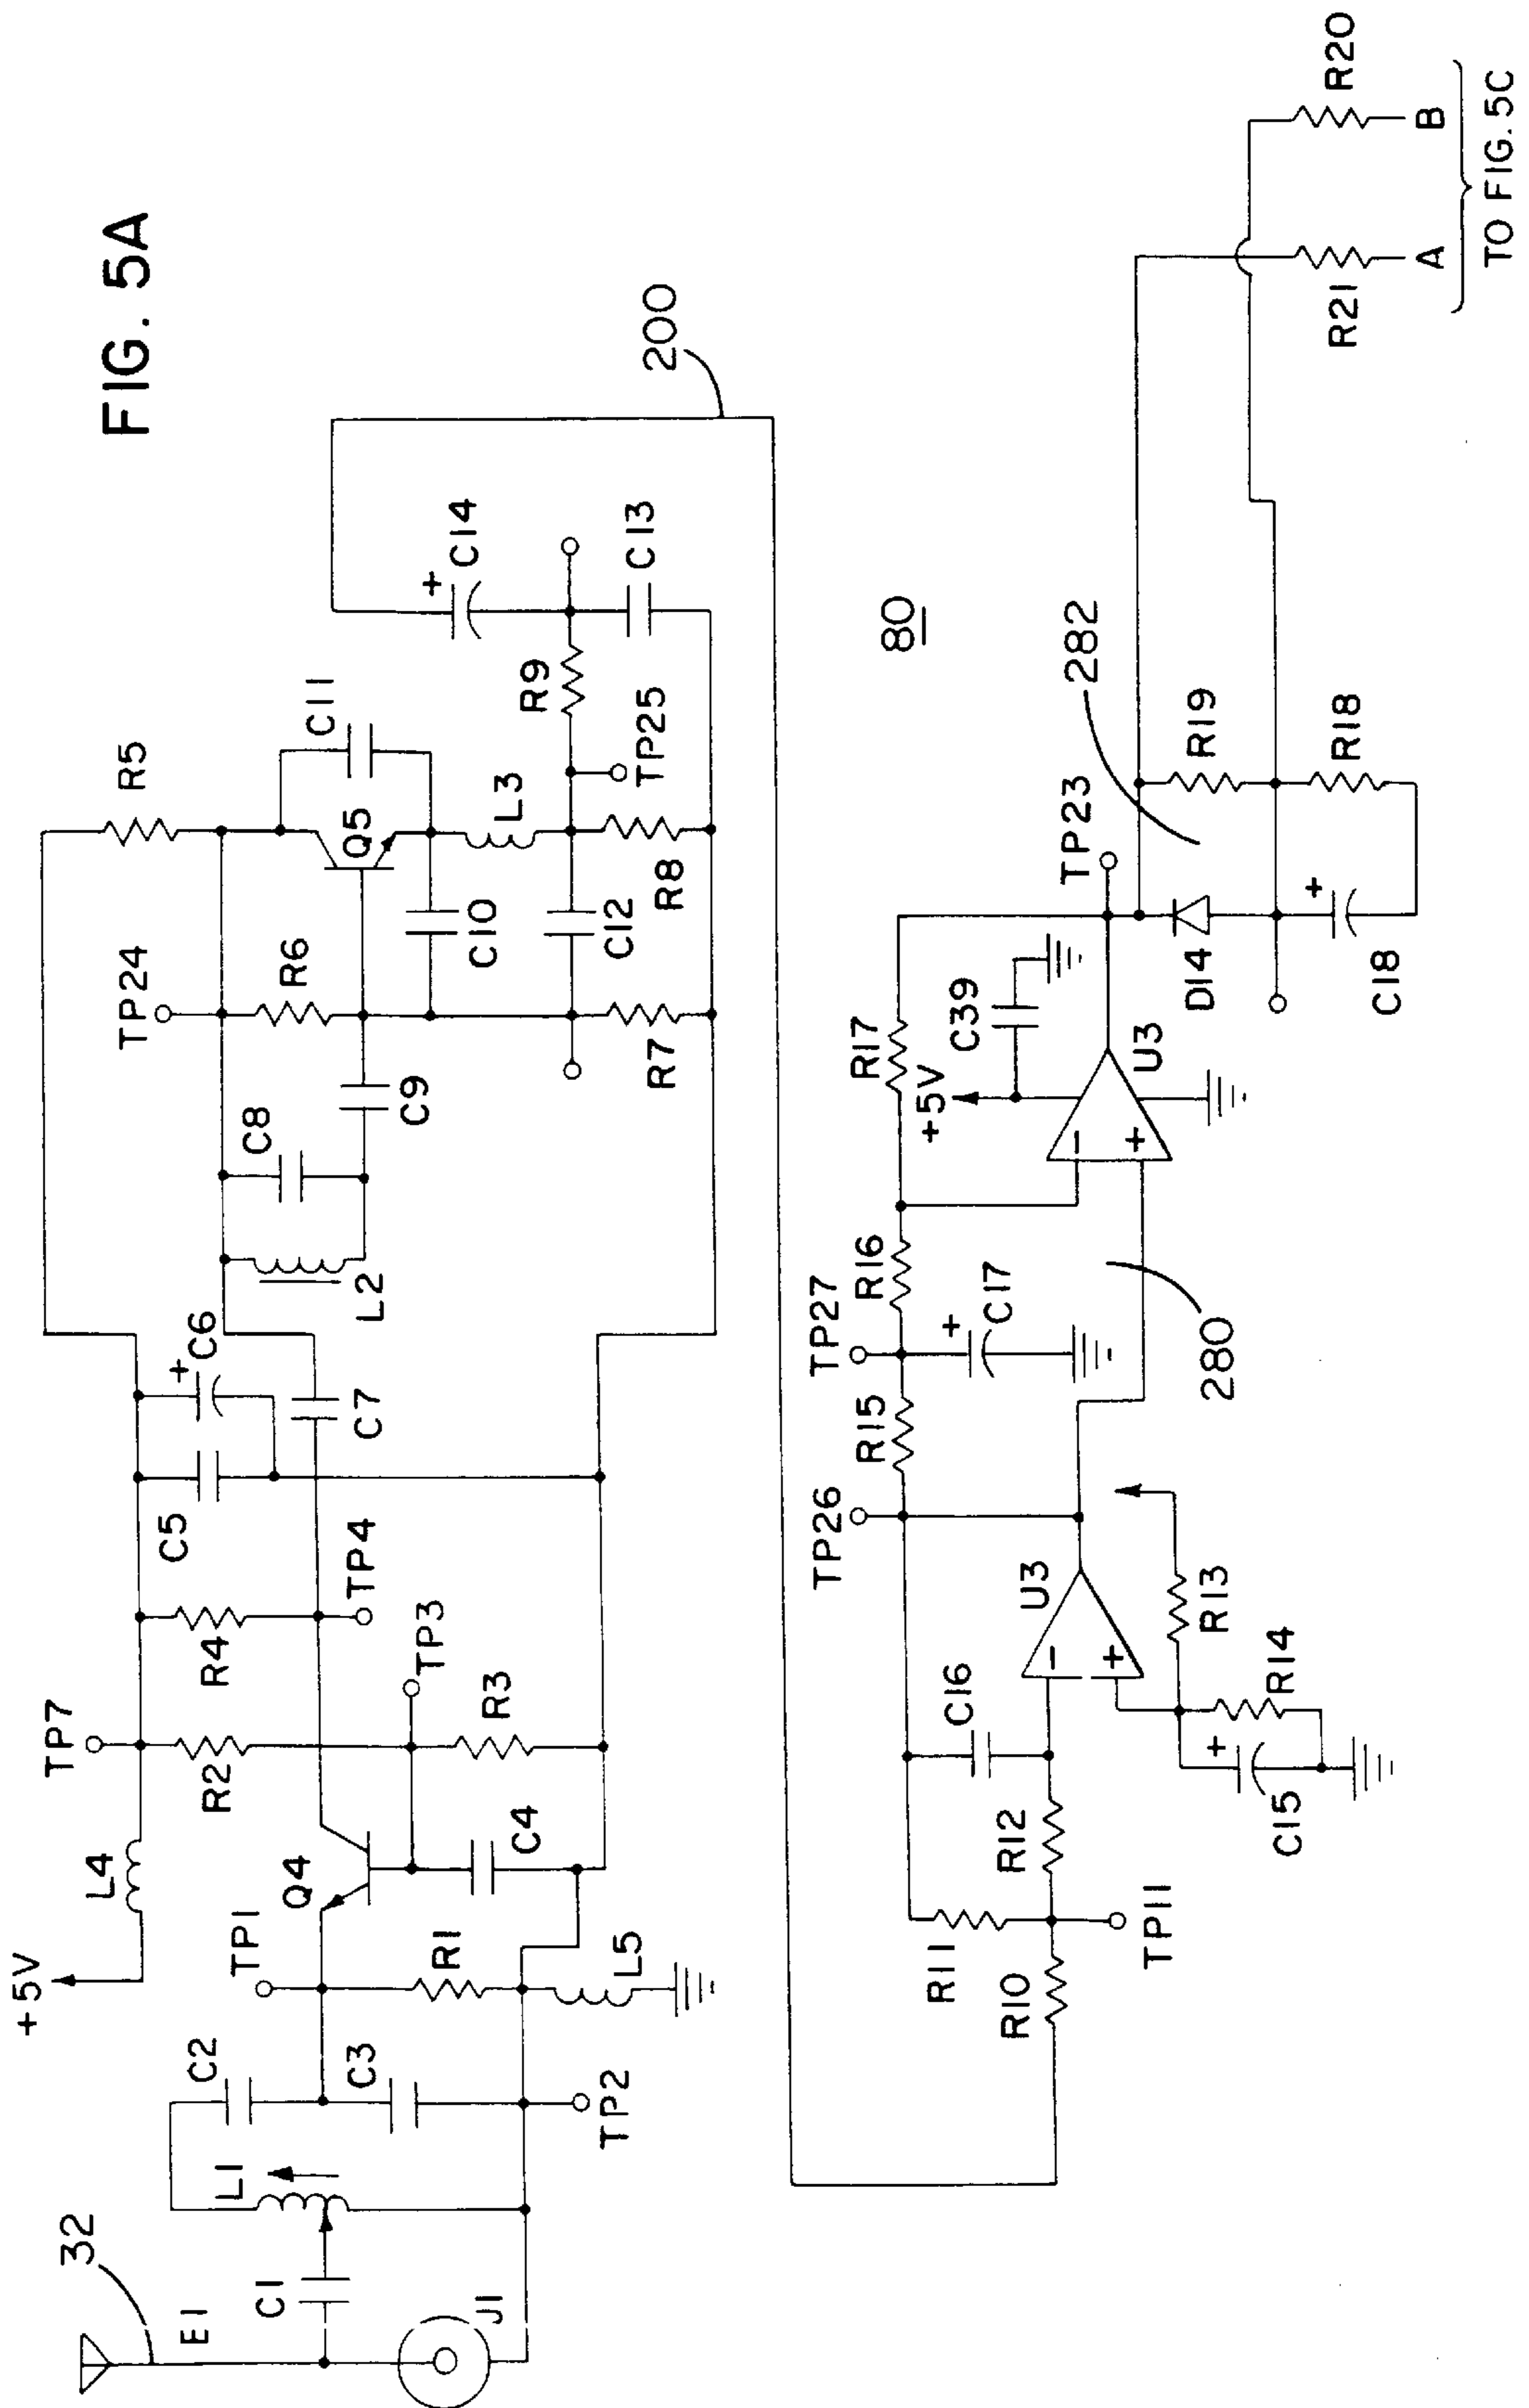 FIG. 5A
32
E1
C1
J1
L1
C2
C3
TP2
+5V
TP1
R1
L5
L4
Q4
C4
TP7
R2
TP3
R3
R4
TP4
C5
C6
+
C7
L2
C8
C9
TP24
R6
R7
R5
Q5
C11
C10
L3
C12
R8
TP25
R9
C14
+
C13
200
80
R10
R11
TP11
R12
C16
U3
-
+
C15
+
R14
R13
TP26
R15
TP27
C17
+
R16
280
R17
+5V
C39
U3
-
+
TP23
D14
C18
+
282
R19
R18
R21
R20
A
B
TO FIG. 5C